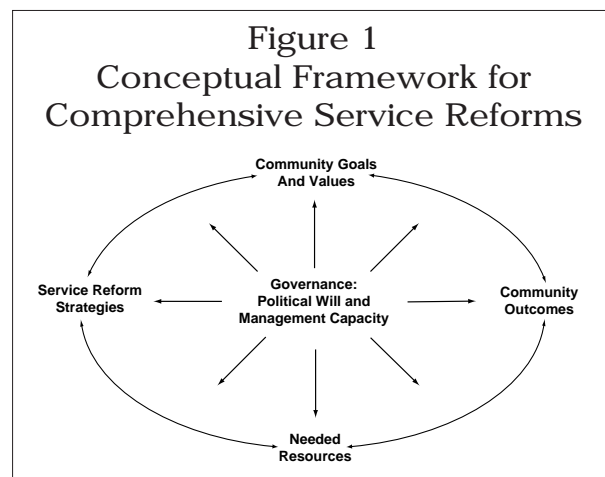 Figure 1
Conceptual Framework for
Comprehensive Service Reforms
Community Goals
And Values
Service Reform
Strategies
Governance:
Political Will and
Management Capacity
Community
Outcomes
Needed
Resources